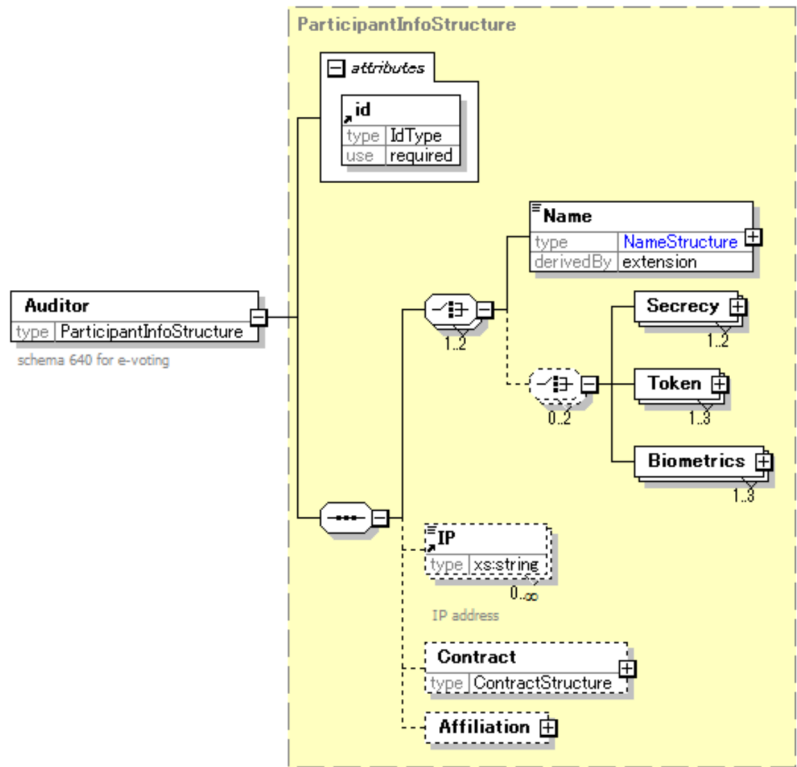 ParticipantInfoStructure
attributes
id
type IdType
use required
Name
type NameStructure
derivedBy extension
Auditor
type ParticipantInfoStructure
schema 640 for e-voting
1..2
Secrecy
1..2
0..2
Token
1..3
Biometrics
1..3
IP
type xs:string
0..∞
IP address
Contract
type ContractStructure
Affiliation